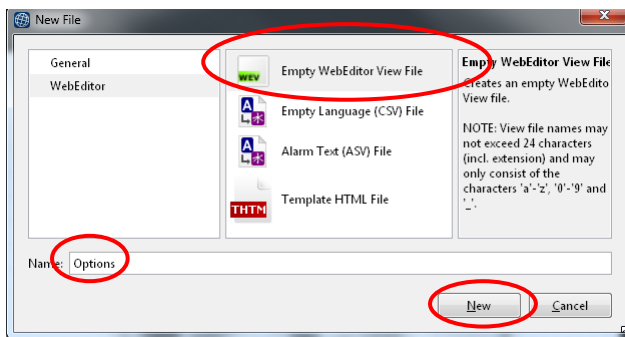 New File
General
WebEditor
WEV
Empty WebEditor View File
Empty Language (CSV) File
Alarm Text (ASV) File
THTM
Template HTML File
Empty WebEditor View File
Creates an empty WebEdito
View file.
NOTE: View file names may
not exceed 24 characters
(incl. extension) and may
only consist of the
characters 'a'-'z', '0'-'9' and
'_'.
Name: Options
New
Cancel